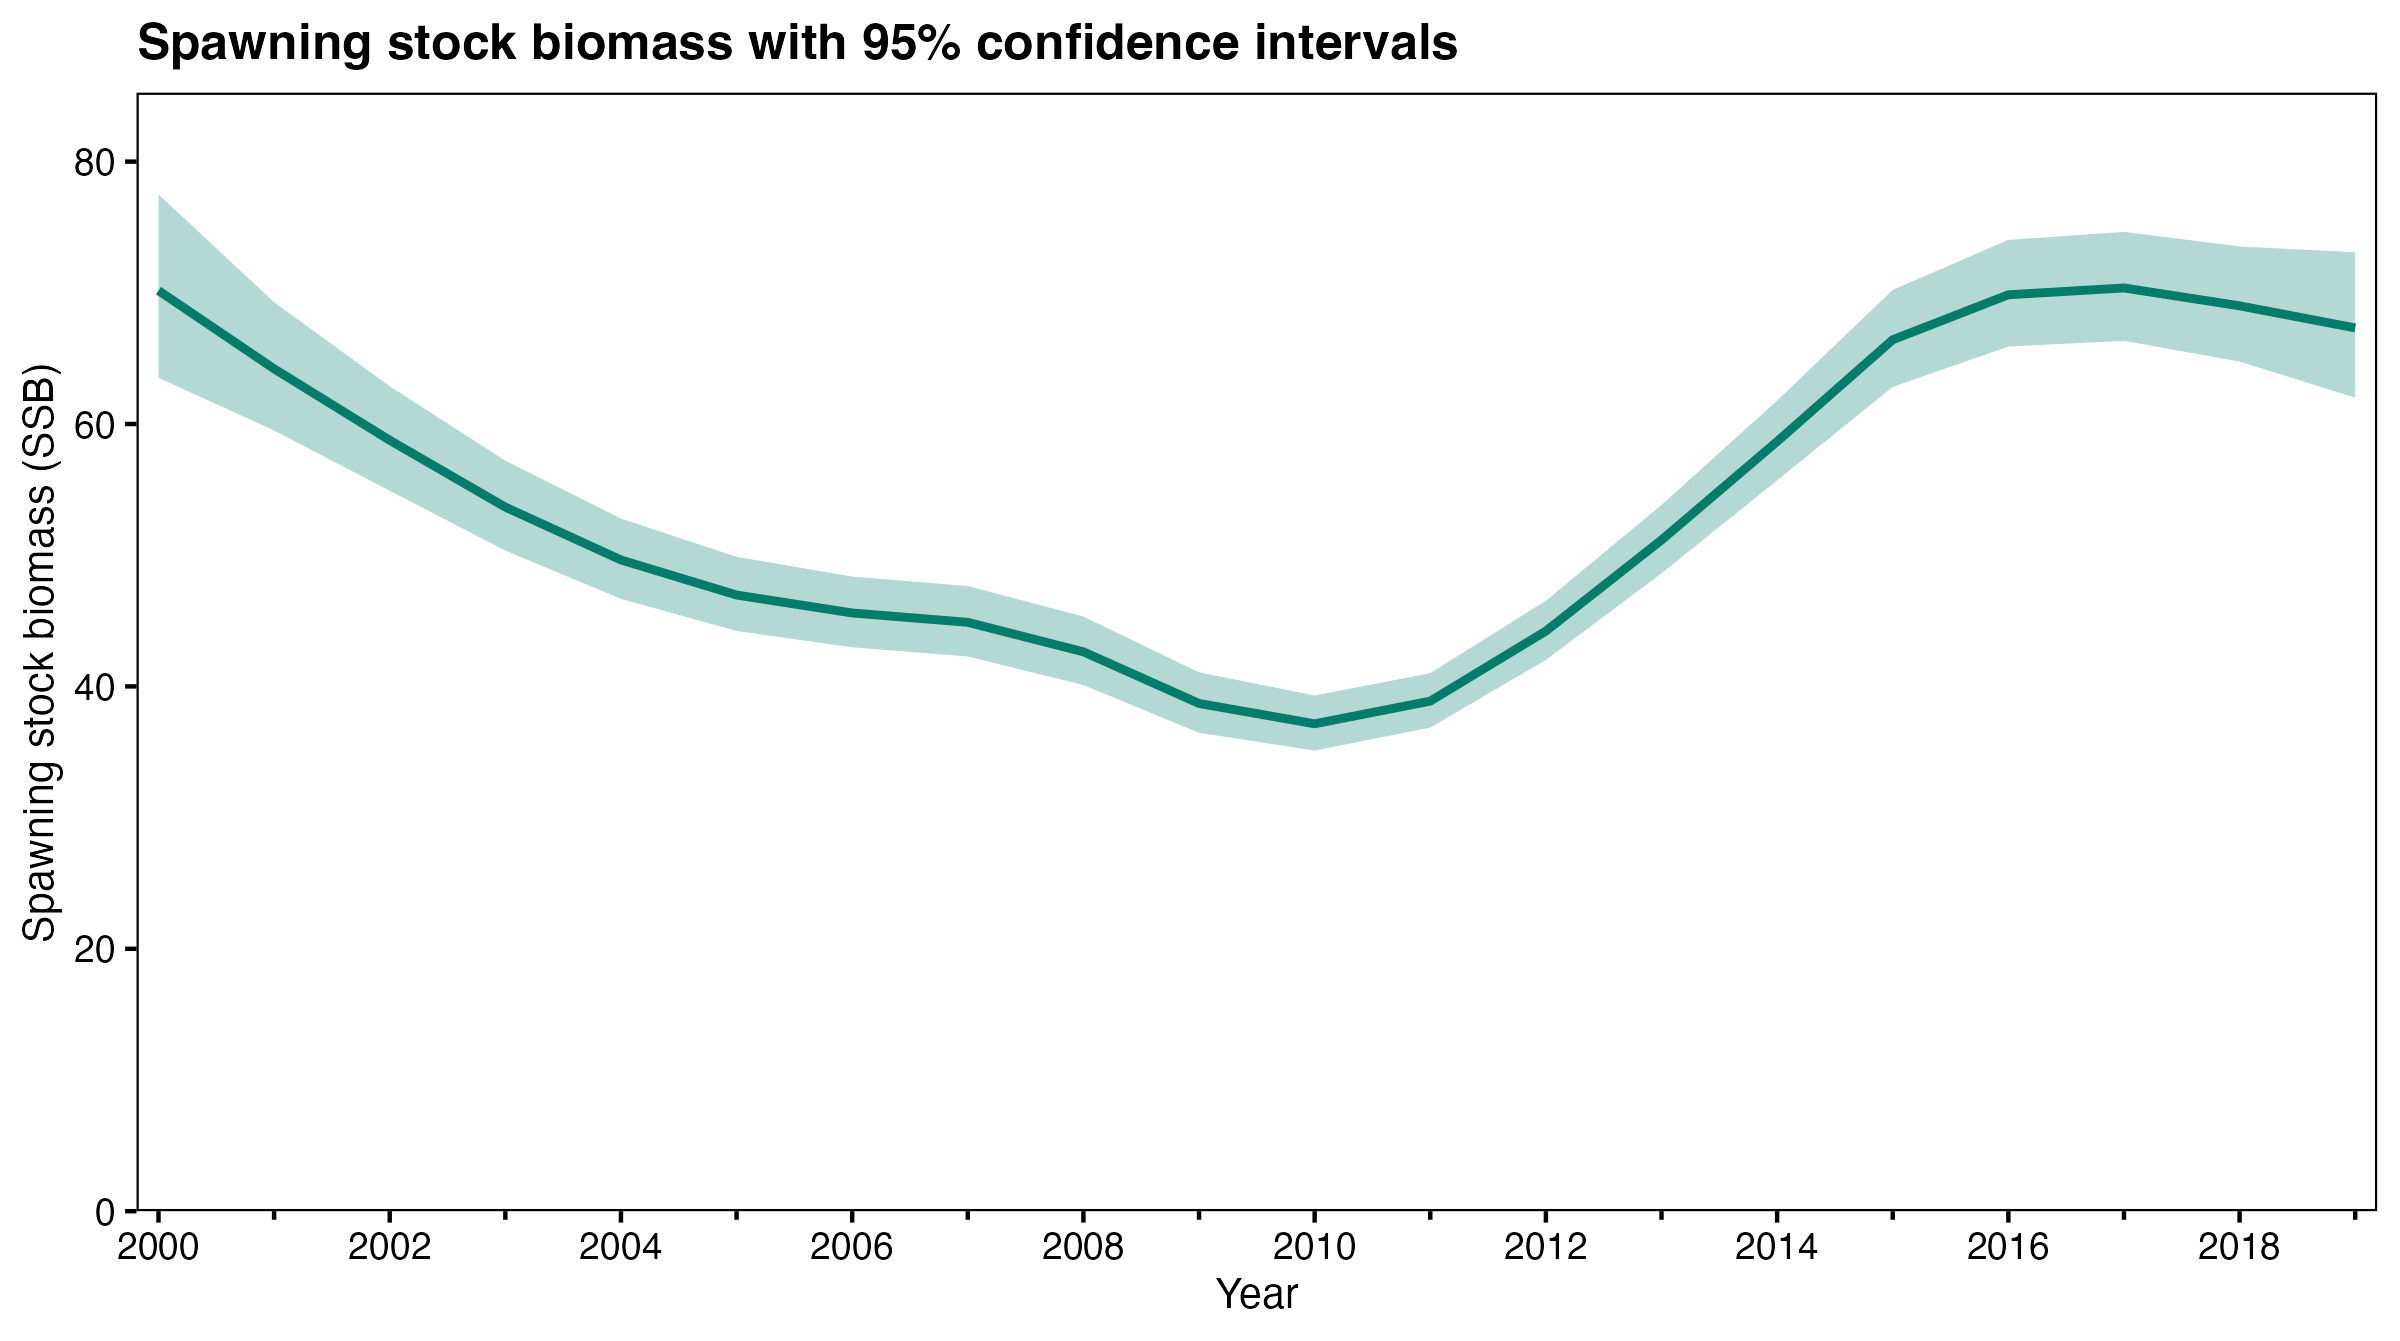 Spawning stock biomass with 95% confidence intervals
Spawning stock biomass (SSB)
80
60
40
20
0
2000 2002 2004 2006 2008 2010 2012 2014 2016 2018
Year